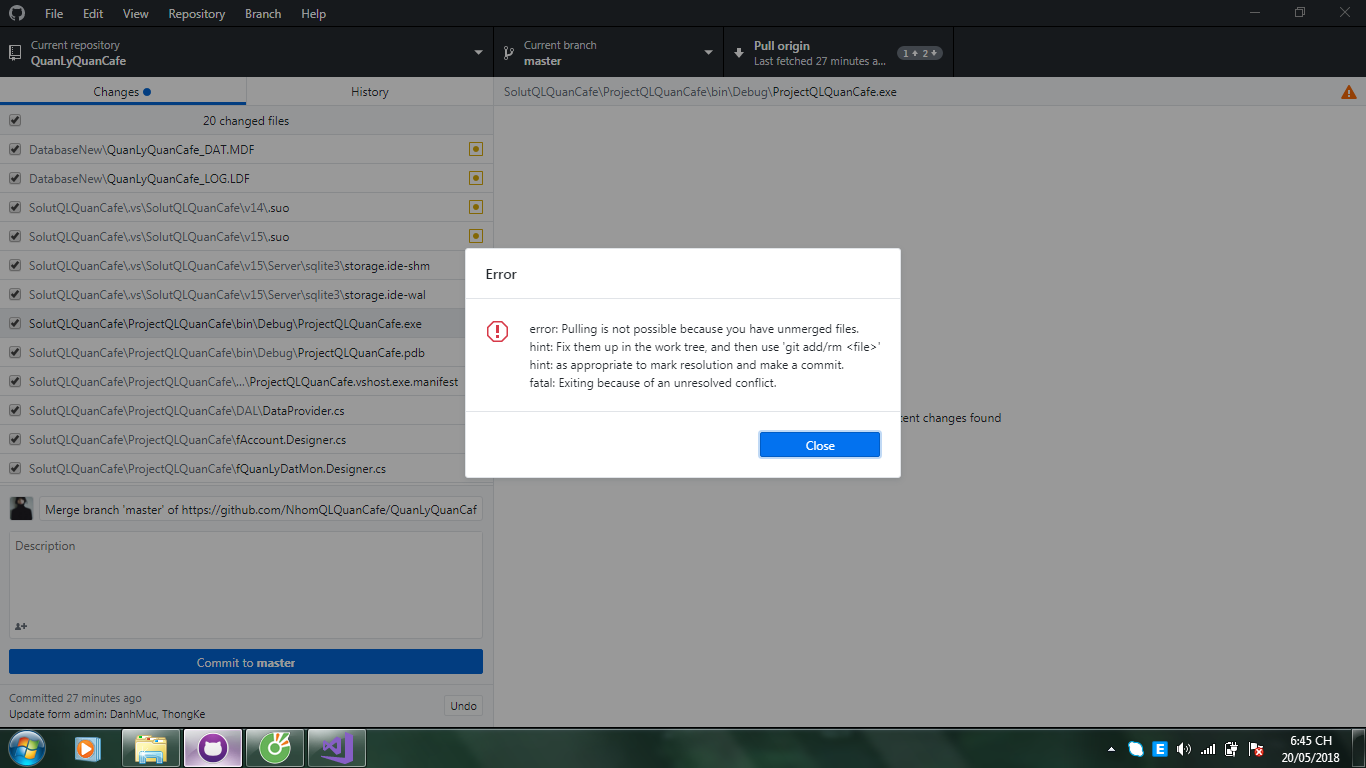 File Edit View Repository Branch Help
Current repository
QuanLyQuanCafe
Current branch
master
Pull origin
Last fetched 27 minutes a...
1 2
Changes
History
SolutQLQuanCafe\ProjectQLQuanCafe\bin\Debug\ProjectQLQuanCafe.exe
20 changed files
DatabaseNew\QuanLyQuanCafe_DAT.MDF
DatabaseNew\QuanLyQuanCafe_LOG.LDF
SolutQLQuanCafe\.vs\SolutQLQuanCafe\v14\.suo
SolutQLQuanCafe\.vs\SolutQLQuanCafe\v15\.suo
SolutQLQuanCafe\.vs\SolutQLQuanCafe\v15\Server\sqlite3\storage.ide-shm
SolutQLQuanCafe\.vs\SolutQLQuanCafe\v15\Server\sqlite3\storage.ide-wal
SolutQLQuanCafe\ProjectQLQuanCafe\bin\Debug\ProjectQLQuanCafe.exe
SolutQLQuanCafe\ProjectQLQuanCafe\bin\Debug\ProjectQLQuanCafe.pdb
SolutQLQuanCafe\ProjectQLQuanCafe\...\ProjectQLQuanCafe.vshost.exe.manifest
SolutQLQuanCafe\ProjectQLQuanCafe\DAL\DataProvider.cs
SolutQLQuanCafe\ProjectQLQuanCafe\fAccount.Designer.cs
SolutQLQuanCafe\ProjectQLQuanCafe\fQuanLyDatMon.Designer.cs
Error
error: Pulling is not possible because you have unmerged files.
hint: Fix them up in the work tree, and then use 'git add/rm <file>'
hint: as appropriate to mark resolution and make a commit.
fatal: Exiting because of an unresolved conflict.
Close
tent changes found
Merge branch 'master' of https://github.com/NhomQLQuanCafe/QuanLyQuanCaf
Description
Commit to master
Committed 27 minutes ago
Update form admin: DanhMuc, ThongKe
Undo
E
6:45 CH
20/05/2018